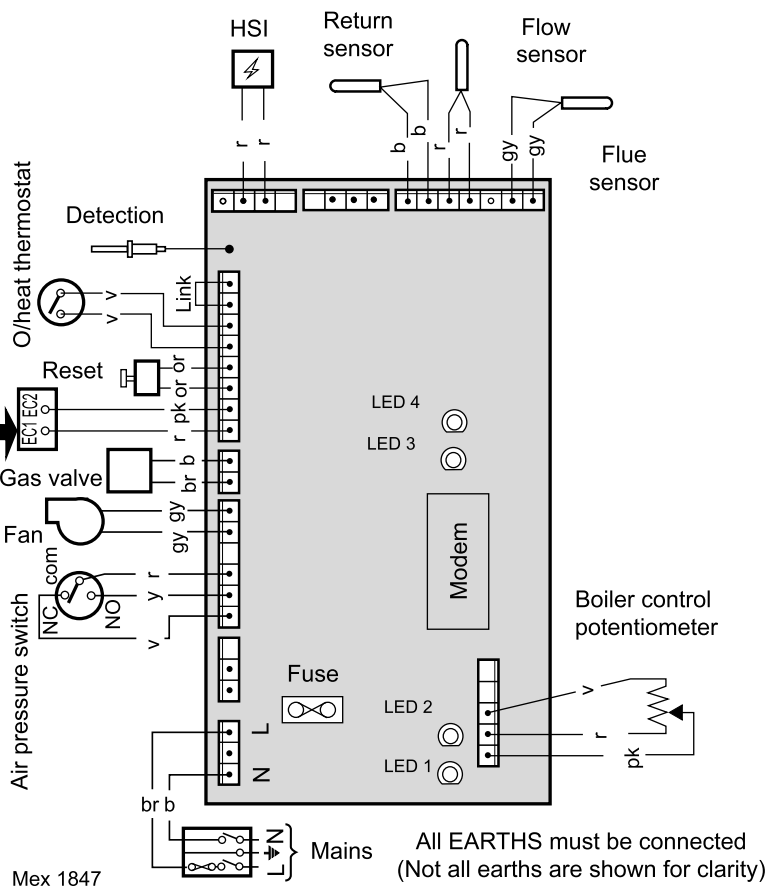 HSI
Return
sensor
Flow
sensor
r
r
b
b
r
r
gy
gy
Flue
sensor
Detection
O/heat thermostat
Link
v
v
Reset
or
or
EC1 EC2
pk
r
LED 4
LED 3
Gas valve
b
br
Fan
gy
gy
Modem
Air pressure switch
com
NC
NO
r
y
v
Boiler control
potentiometer
Fuse
LED 2
LED 1
v
r
pk
L
N
br b
N
L
Mains
All EARTHS must be connected
(Not all earths are shown for clarity)
Mex 1847